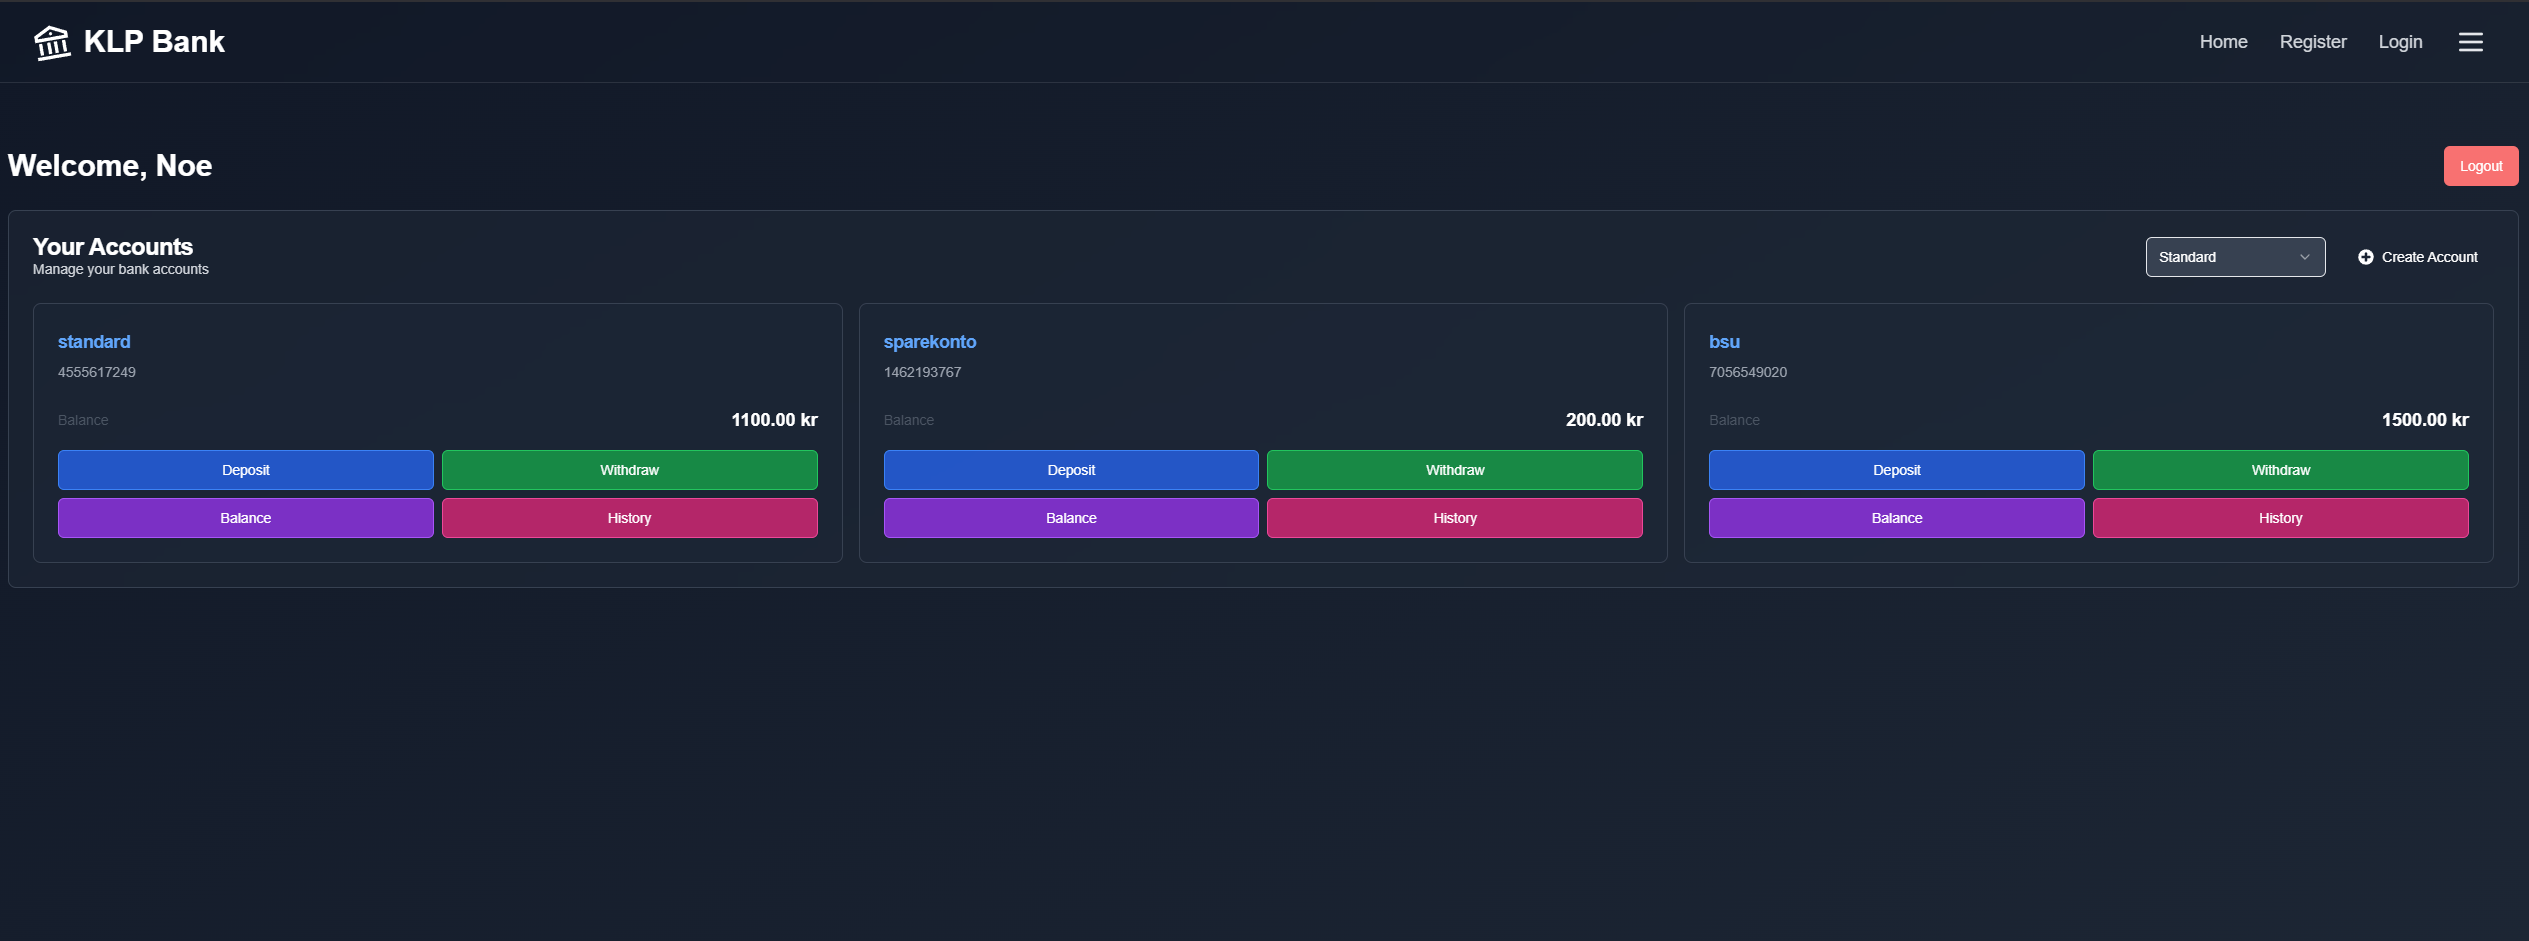 KLP Bank
Home Register Login
Welcome, Noe
Logout
Your Accounts
Manage your bank accounts
Standard
Create Account
standard
4555617249
Balance 1100.00 kr
Deposit Withdraw
Balance History
sparekonto
1462193767
Balance 200.00 kr
Deposit Withdraw
Balance History
bsu
7056549020
Balance 1500.00 kr
Deposit Withdraw
Balance History